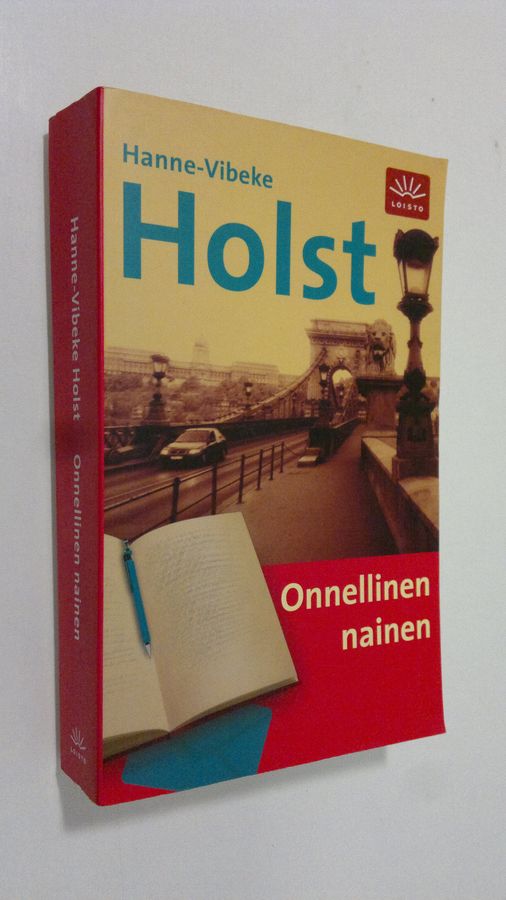 Hanne-Vibeke
Holst
LOISTO
Onnellinen
nainen
Hanne-Vibeke Holst Onnellinen nainen
LOISTO